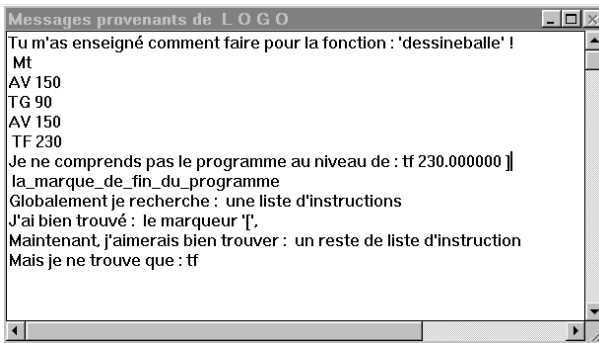 Messages provenants de L O G O
Tu m'as enseigné comment faire pour la fonction : 'dessineballe' !
Mt
AV 150
TG 90
AV 150
TF 230
Je ne comprends pas le programme au niveau de : tf 230.000000 ]
la_marque_de_fin_du_programme
Globalement je recherche : une liste d'instructions
J'ai bien trouvé : le marqueur '[',
Maintenant, j'aimerais bien trouver : un reste de liste d'instruction
Mais je ne trouve que : tf